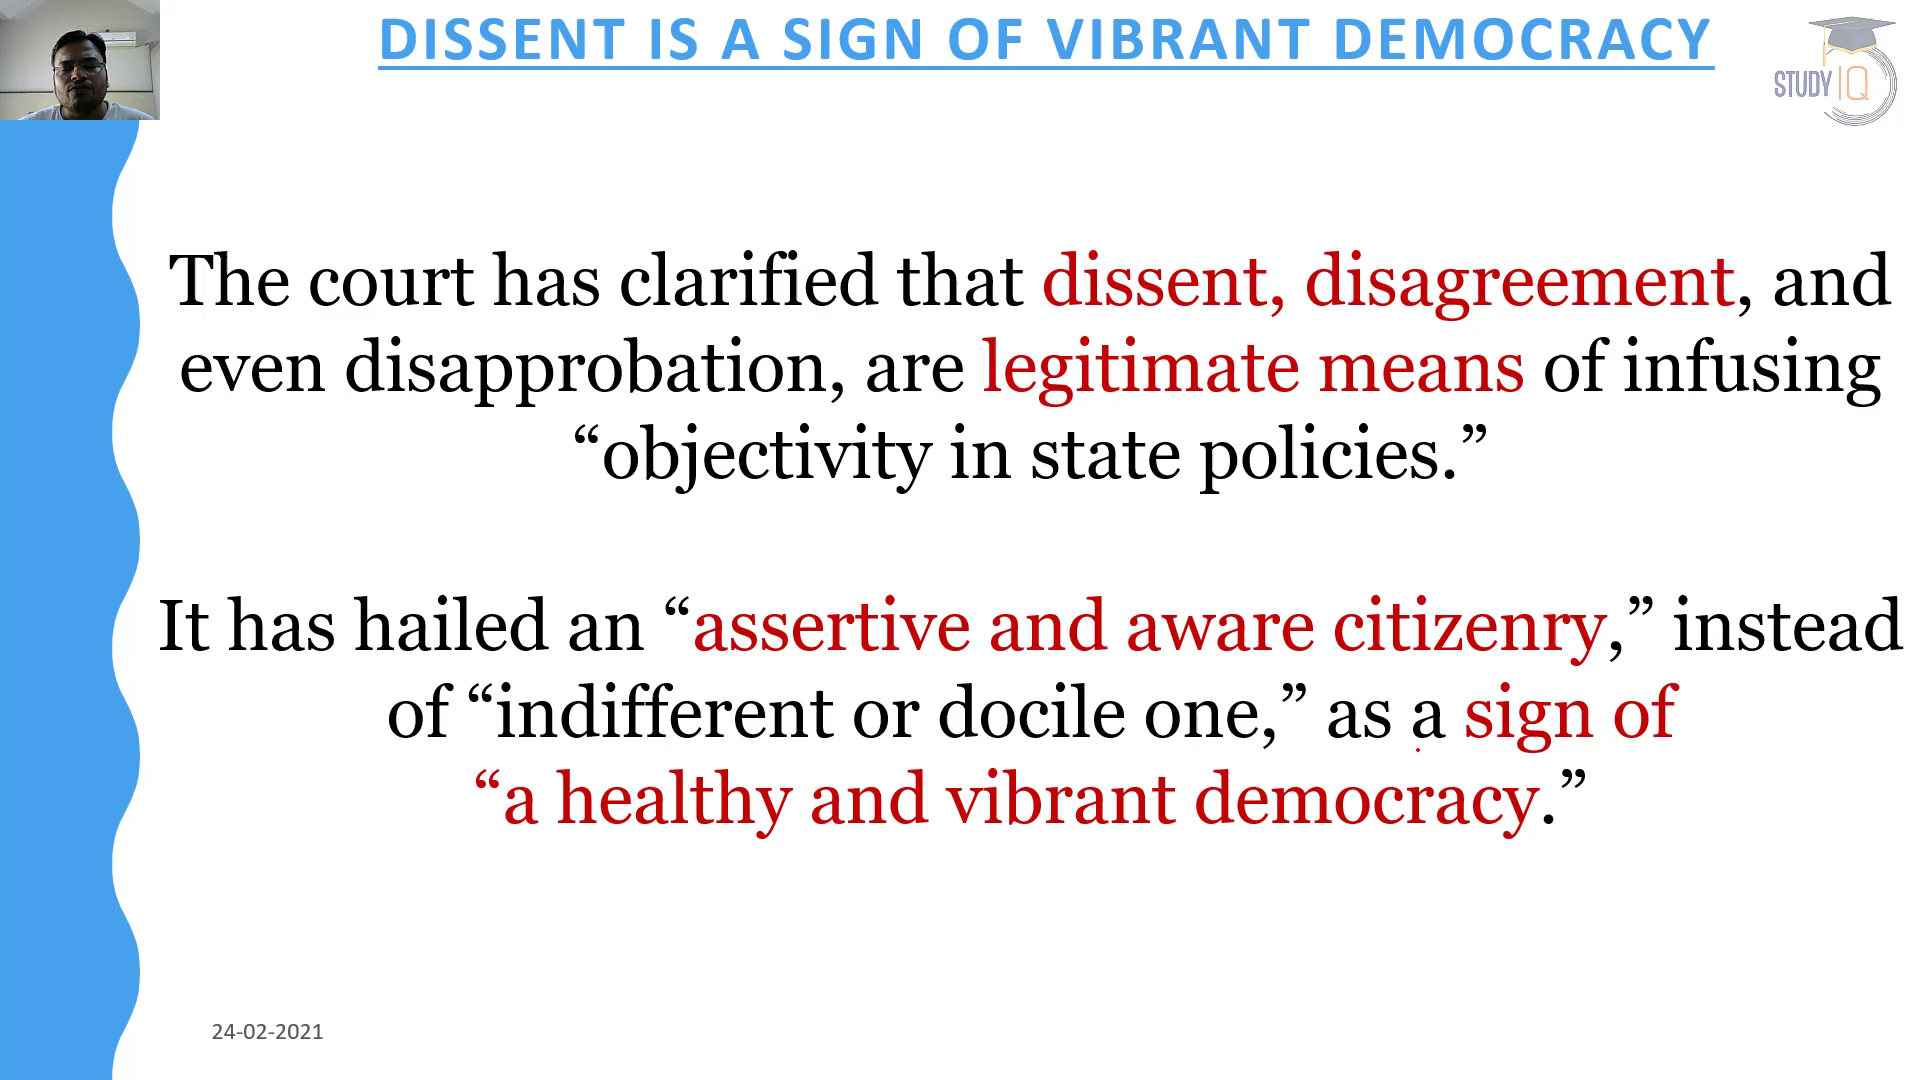 DISSENT IS A SIGN OF VIBRANT DEMOCRACY
STUDY IQ
The court has clarified that dissent, disagreement, and
even disapprobation, are legitimate means of infusing
“objectivity in state policies.”
It has hailed an “assertive and aware citizenry,” instead
of “indifferent or docile one,” as a sign of
“a healthy and vibrant democracy.”
24-02-2021